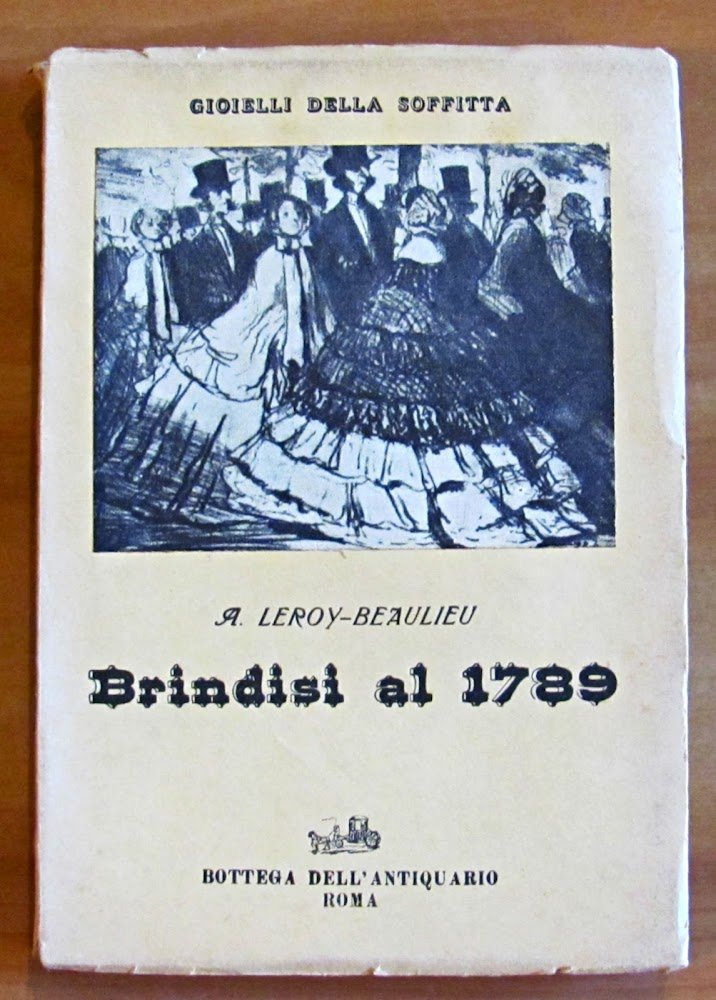 GIOIELLI DELLA SOFFITTA
A. LEROY-BEAULIEU
Brindisi al 1789
BOTTEGA DELL'ANTIQUARIO
ROMA